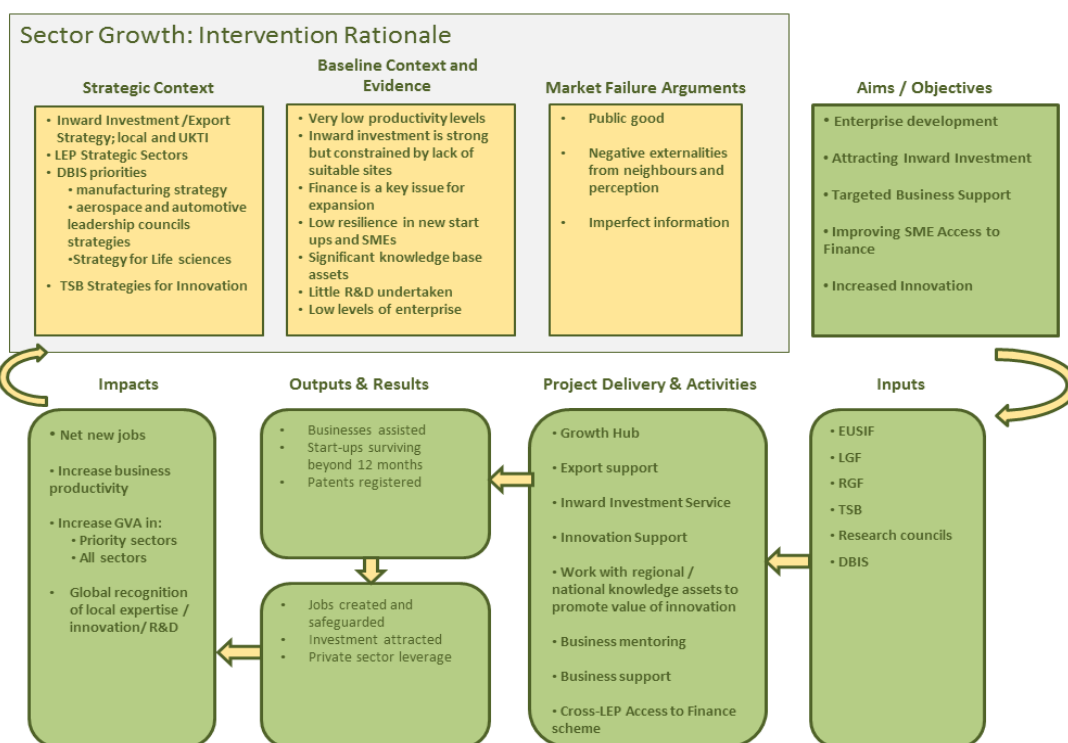 Sector Growth: Intervention Rationale
Strategic Context
• Inward Investment /Export
Strategy; local and UKTI
• LEP Strategic Sectors
• DBIS priorities
• manufacturing strategy
• aerospace and automotive
leadership councils
strategies
•Strategy for Life sciences
• TSB Strategies for Innovation
Baseline Context and
Evidence
• Very low productivity levels
• Inward investment is strong
but constrained by lack of
suitable sites
• Finance is a key issue for
expansion
• Low resilience in new start
ups and SMEs
• Significant knowledge base
assets
• Little R&D undertaken
• Low levels of enterprise
Market Failure Arguments
• Public good
• Negative externalities
from neighbours and
perception
• Imperfect information
Aims / Objectives
• Enterprise development
• Attracting Inward Investment
• Targeted Business Support
• Improving SME Access to
Finance
• Increased Innovation
Impacts
• Net new jobs
• Increase business
productivity
• Increase GVA in:
• Priority sectors
• All sectors
• Global recognition
of local expertise /
innovation/ R&D
Outputs & Results
• Businesses assisted
• Start-ups surviving
beyond 12 months
• Patents registered
• Jobs created and
safeguarded
• Investment attracted
• Private sector leverage
Project Delivery & Activities
• Growth Hub
• Export support
• Inward Investment Service
• Innovation Support
• Work with regional /
national knowledge assets to
promote value of innovation
• Business mentoring
• Business support
• Cross-LEP Access to Finance
scheme
Inputs
• EUSIF
• LGF
• RGF
• TSB
• Research councils
• DBIS